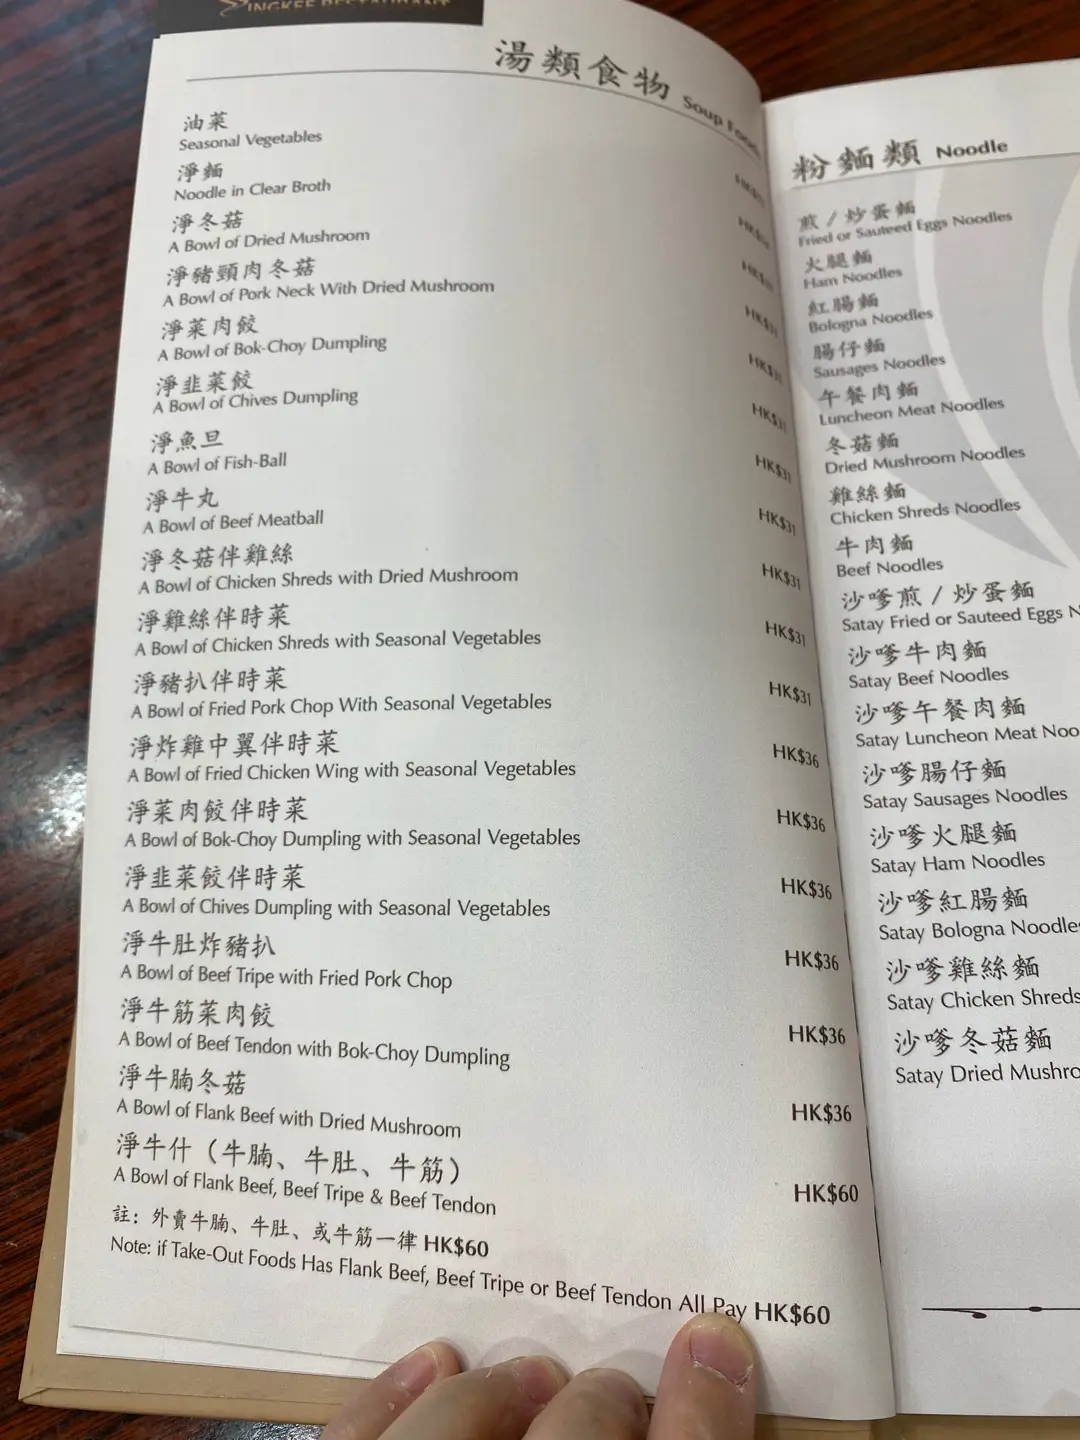 湯類食物 Soup Food
油菜
Seasonal Vegetables
淨麵
Noodle in Clear Broth
淨冬菇
A Bowl of Dried Mushroom
淨豬頸肉冬菇
A Bowl of Pork Neck With Dried Mushroom
HK$31
淨菜肉餃
A Bowl of Bok-Choy Dumpling
HK$31
淨韭菜餃
A Bowl of Chives Dumpling
HK$31
淨魚旦
A Bowl of Fish-Ball
HK$31
淨牛丸
A Bowl of Beef Meatball
HK$31
淨冬菇伴雞絲
A Bowl of Chicken Shreds with Dried Mushroom
HK$31
淨雞絲伴時菜
A Bowl of Chicken Shreds with Seasonal Vegetables
HK$31
淨豬扒伴時菜
A Bowl of Fried Pork Chop With Seasonal Vegetables
HK$31
淨炸雞中翼伴時菜
A Bowl of Fried Chicken Wing with Seasonal Vegetables
HK$36
淨菜肉餃伴時菜
A Bowl of Bok-Choy Dumpling with Seasonal Vegetables
HK$36
淨韭菜餃伴時菜
A Bowl of Chives Dumpling with Seasonal Vegetables
HK$36
淨牛肚炸豬扒
A Bowl of Beef Tripe with Fried Pork Chop
HK$36
淨牛筋菜肉餃
A Bowl of Beef Tendon with Bok-Choy Dumpling
HK$36
淨牛腩冬菇
A Bowl of Flank Beef with Dried Mushroom
HK$36
淨牛什（牛腩、牛肚、牛筋）
A Bowl of Flank Beef, Beef Tripe & Beef Tendon
HK$60
註：外賣牛腩、牛肚、或牛筋一律 HK$60
Note: if Take-Out Foods Has Flank Beef, Beef Tripe or Beef Tendon All Pay HK$60
粉麵類 Noodle
煎 / 炒蛋麵
Fried or Sauteed Eggs Noodles
火腿麵
Ham Noodles
紅腸麵
Bologna Noodles
腸仔麵
Sausages Noodles
午餐肉麵
Luncheon Meat Noodles
冬菇麵
Dried Mushroom Noodles
雞絲麵
Chicken Shreds Noodles
牛肉麵
Beef Noodles
沙嗲煎 / 炒蛋麵
Satay Fried or Sauteed Eggs N
沙嗲牛肉麵
Satay Beef Noodles
沙嗲午餐肉麵
Satay Luncheon Meat Noo
沙嗲腸仔麵
Satay Sausages Noodles
沙嗲火腿麵
Satay Ham Noodles
沙嗲紅腸麵
Satay Bologna Noodle
沙嗲雞絲麵
Satay Chicken Shreds
沙嗲冬菇麵
Satay Dried Mushro